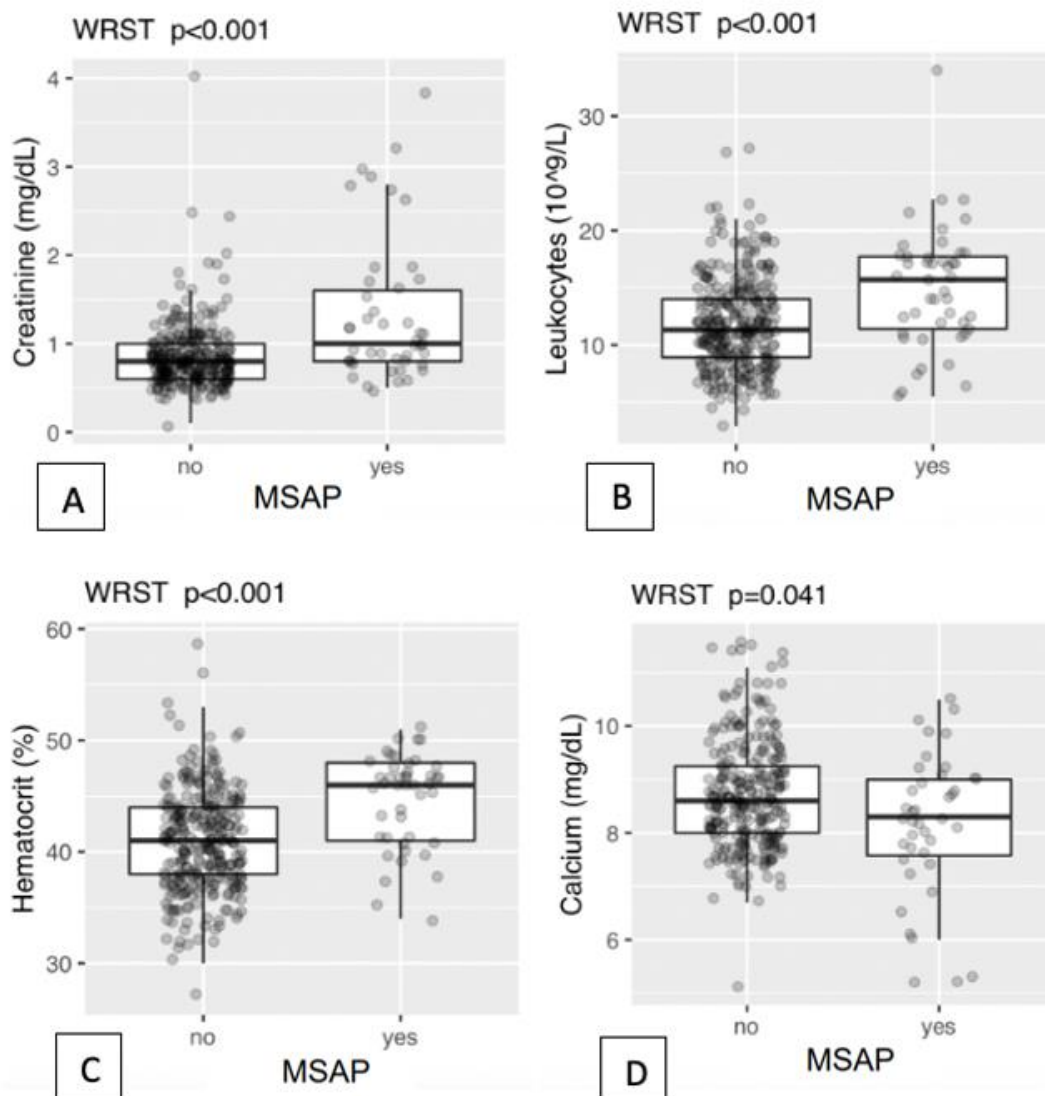 WRST p<0.001
Creatinine (mg/dL)
4
3
2
1
0
no
yes
MSAP
A
WRST p<0.001
Leukocytes (10^9/L)
30
20
10
no
yes
MSAP
B
WRST p<0.001
Hematocrit (%)
60
50
40
30
no
yes
MSAP
C
WRST p=0.041
Calcium (mg/dL)
10
8
6
no
yes
MSAP
D